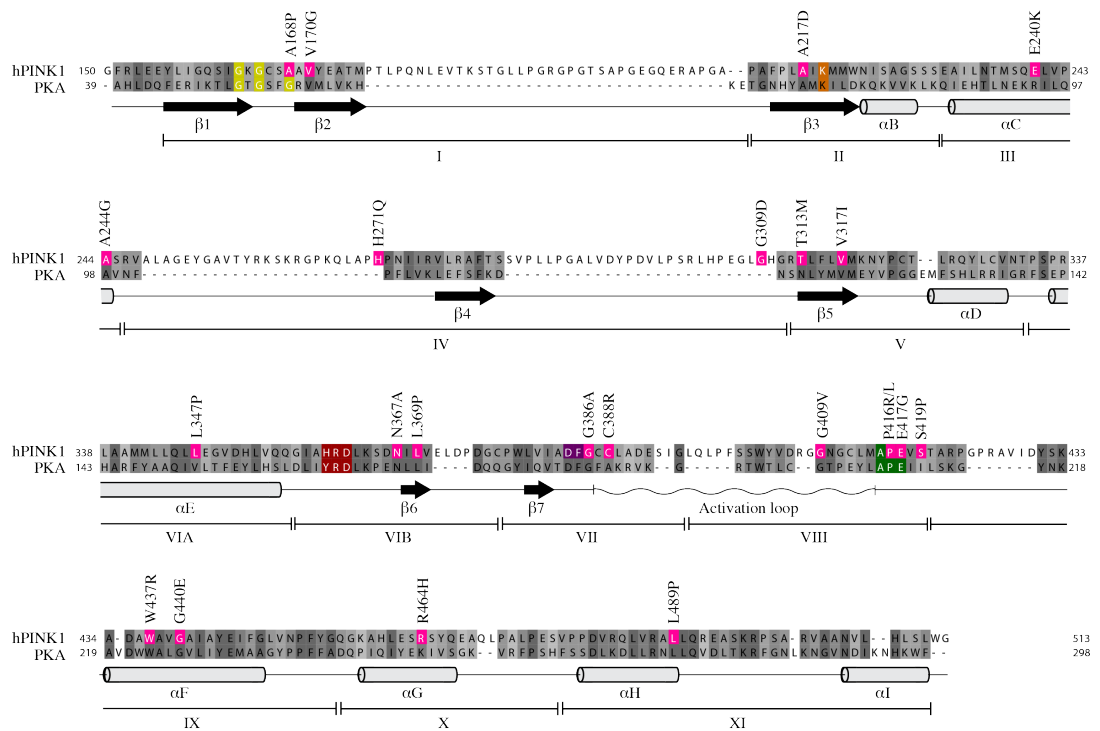 A168P V170G A217D E240K
hPINK1 150 GFRLEEYLIGQSIGKGCSAAVYEATMPTLPQNLEVTKSTGLLPGRGPGTSAPGEGQERAPGA--PAFPLAIKMMWNISAGSSSEAILNTMSQELVP 243
PKA 39 -AHLDQFERIKTLGTGSFGRVMLVKH------------------------------------KETGNHYAMKILDKQKVVKLKQIEHTLNEKRILQ 97
β1 β2 β3 αB αC
I II III
A244G H271Q G309D T313M V317I
hPINK1 244 ASRVALAGEYGAVTYRKSKRGPKQLAPHPNIIRVLRAFTSSVPLLPGALVDYPDVLPSRLHPEGLGHGRTLFLVMKNYPCT--LRQYLCVNTPSPR 337
PKA 98 AVNF------------------------PFLVKLEFSFKD---------------------------NSNLYMVMEYVPGGEMFSHLRRIGRFSEP 142
β4 β5 αD
IV V
L347P N367A L369P G386A C388R G409V P416R/L E417G S419P
hPINK1 338 LAAMMLLQILEGVDHLVQQGIAHRDLKSDNILVELDPDGCPWLVIADFGCCLADESIGLQLPFSSWYVDRGGNGCLMAPEVSTARPGPRAVIDYSK 433
PKA 143 HARFYAAQIVLTFEYLHSLDLIYRDLKPENLLI----DQQGYIQVTDFGFAKRVK--G-----RTWTLC--GTPEYLAPEIILSKG-------YNK 218
αE β6 β7 Activation loop
VIA VIB VII VIII
W437R G440E R464H L489P
hPINK1 434 A-DAWAVGAIAYEIFGLVNPFYGQGKAHLESRSYQEAQLPALPESVPPDVRQLVRALLQREASKRPSA-RVAANVL--HLSLWG 513
PKA 219 AVDWWALGVLIYEMAAGYPPFFADQPIQIYEKIVSGK--VRFPSHFSSDLKDLLRNLLQVDLTKRFGNLKNGVNDIKNHKWF-- 298
αF αG αH αI
IX X XI